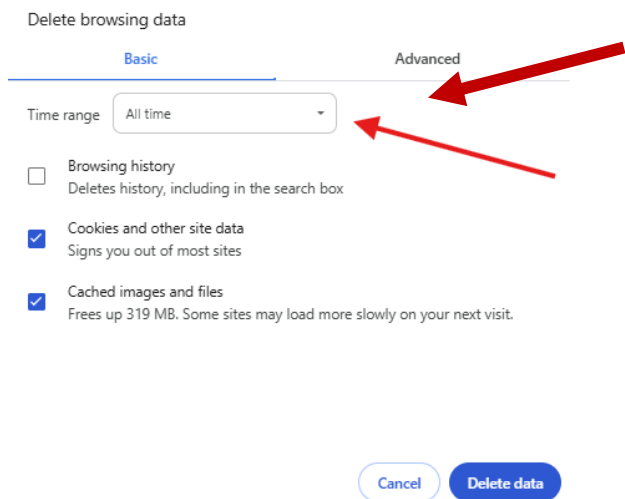 Delete browsing data
Basic Advanced
Time range All time
Browsing history
Deletes history, including in the search box
Cookies and other site data
Signs you out of most sites
Cached images and files
Frees up 319 MB. Some sites may load more slowly on your next visit.
Cancel Delete data